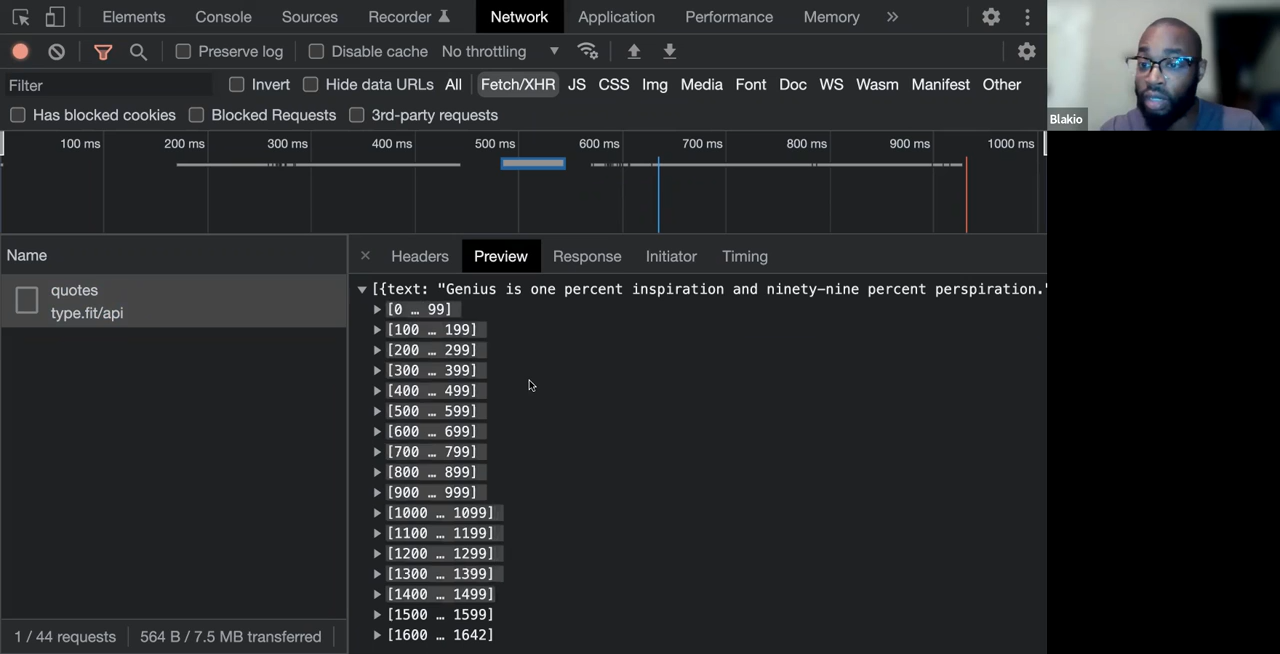 Elements Console Sources Recorder Network Application Performance Memory »
Preserve log Disable cache No throttling
Filter Invert Hide data URLs All Fetch/XHR JS CSS Img Media Font Doc WS Wasm Manifest Other
Has blocked cookies Blocked Requests 3rd-party requests
Blakio
100 ms 200 ms 300 ms 400 ms 500 ms 600 ms 700 ms 800 ms 900 ms 1000 ms
Name
× Headers Preview Response Initiator Timing
quotes
type.fit/api
[{text: "Genius is one percent inspiration and ninety-nine percent perspiration."
[0 … 99]
[100 … 199]
[200 … 299]
[300 … 399]
[400 … 499]
[500 … 599]
[600 … 699]
[700 … 799]
[800 … 899]
[900 … 999]
[1000 … 1099]
[1100 … 1199]
[1200 … 1299]
[1300 … 1399]
[1400 … 1499]
[1500 … 1599]
[1600 … 1642]
1 / 44 requests 564 B / 7.5 MB transferred